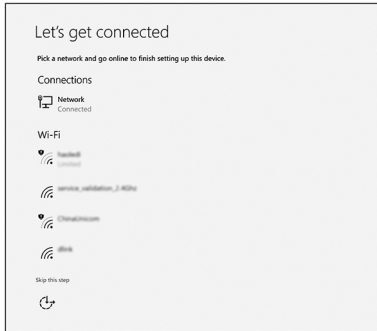 Let's get connected
Pick a network and go online to finish setting up this device.
Connections
Network
Connected
Wi-Fi
Limited
service_validation_2.4Ghz
ChinaUnicom
dlink
Skip this step